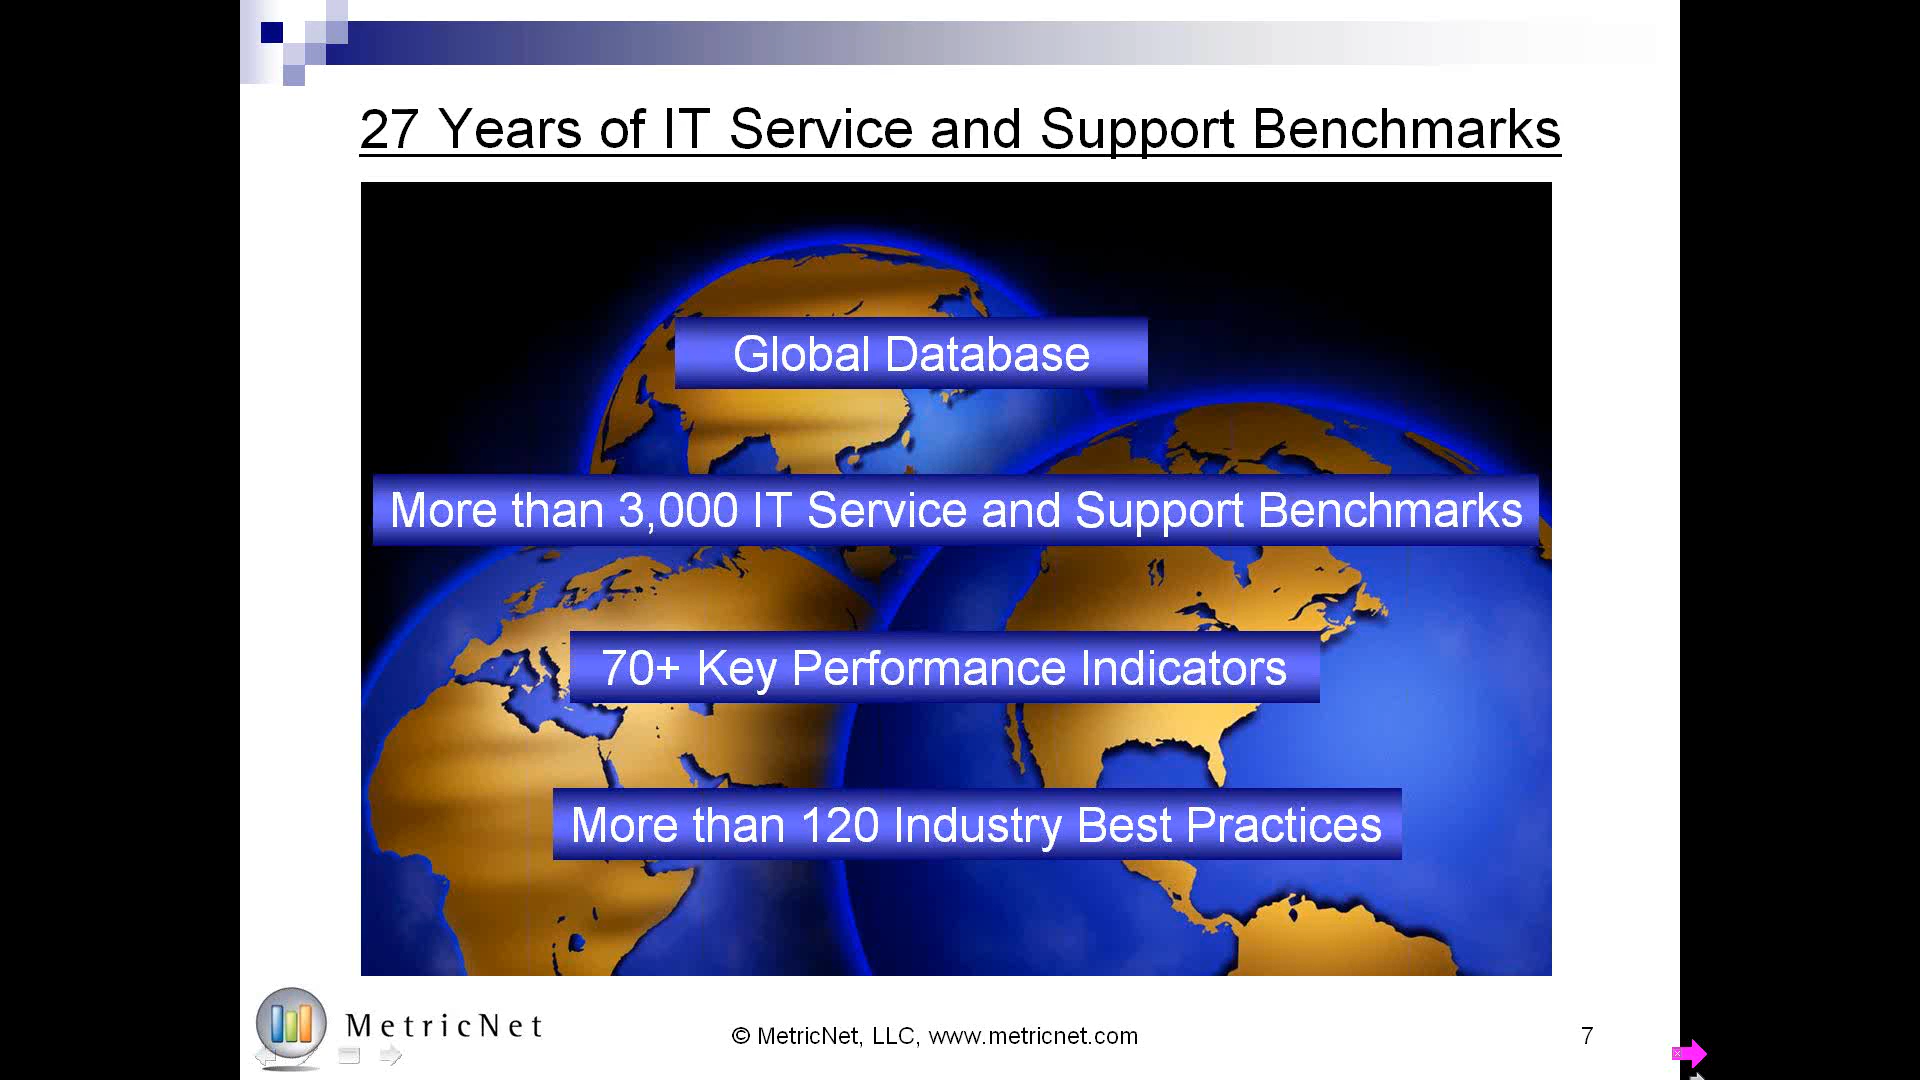 27 Years of IT Service and Support Benchmarks
Global Database
More than 3,000 IT Service and Support Benchmarks
70+ Key Performance Indicators
More than 120 Industry Best Practices
MetricNet
© MetricNet, LLC, www.metricnet.com
7